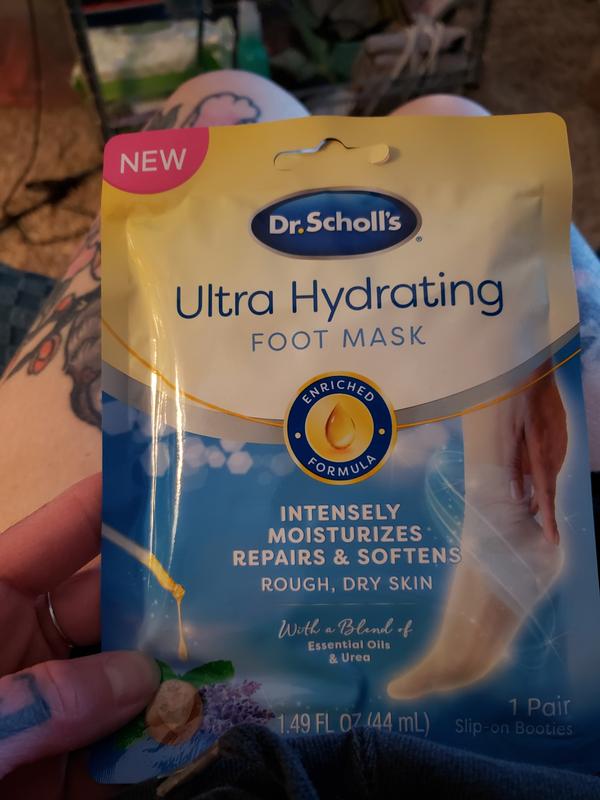 NEW
Dr.Scholl's®
Ultra Hydrating
FOOT MASK
ENRICHED
FORMULA
INTENSELY
MOISTURIZES
REPAIRS & SOFTENS
ROUGH, DRY SKIN
With a Blend of
Essential Oils
& Urea
1.49 FL OZ (44 mL)
1 Pair
Slip-on Booties